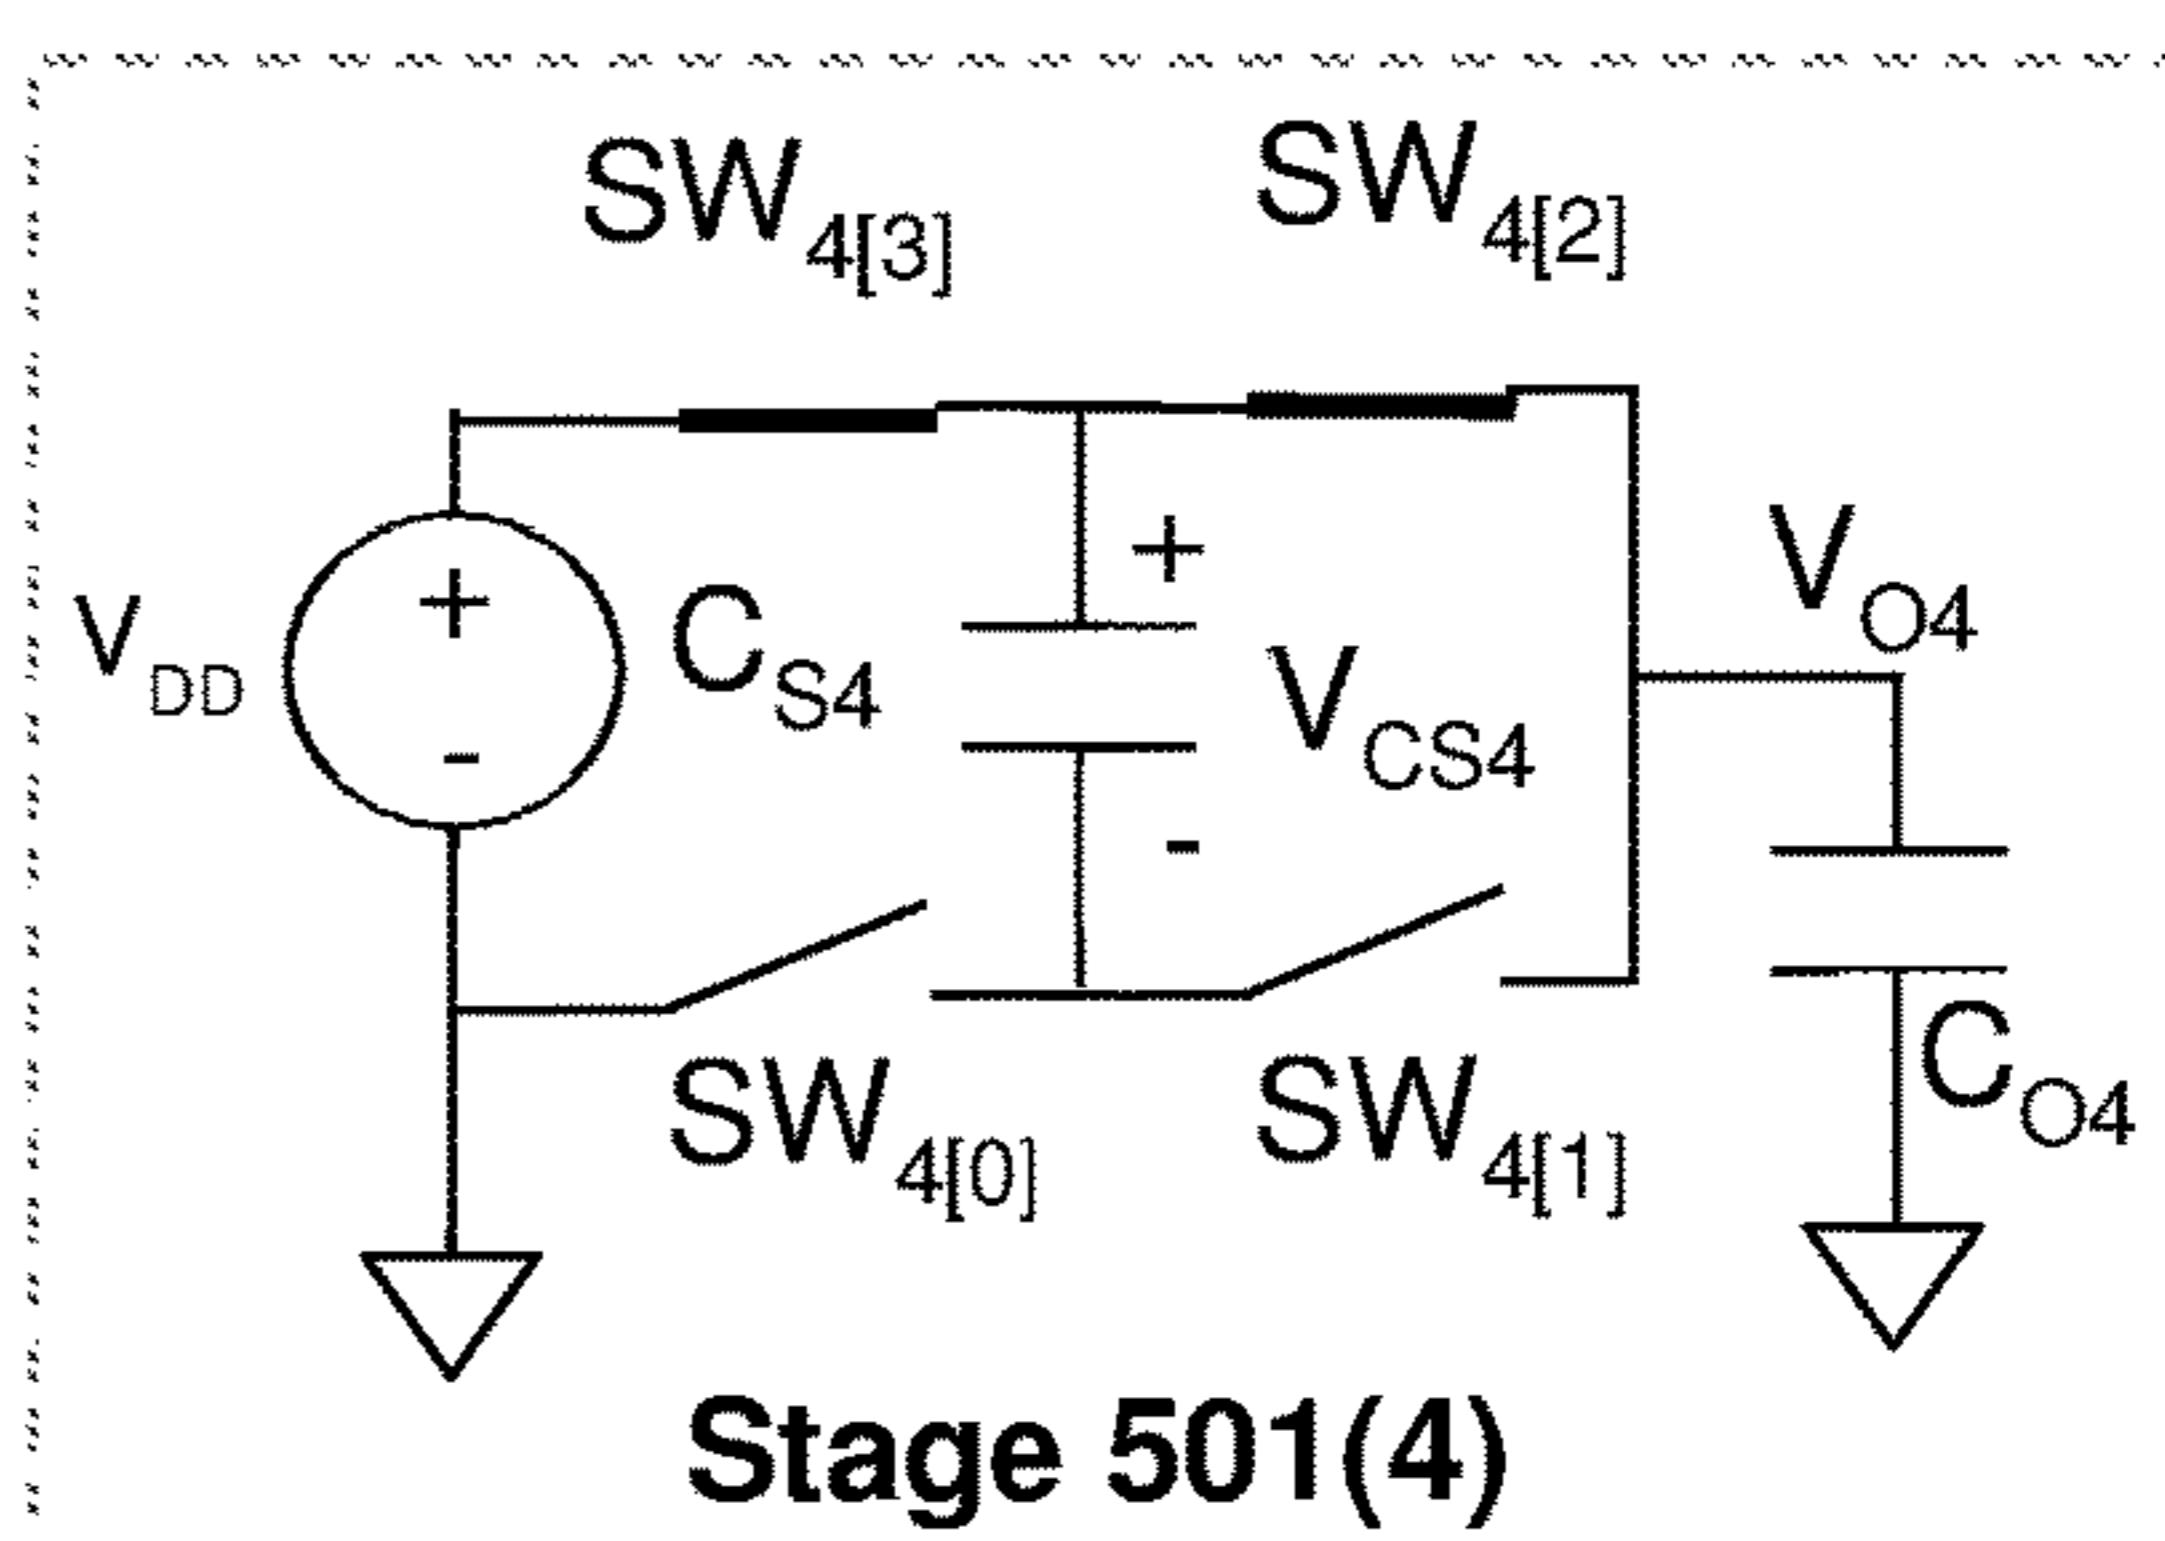 SW4[3] SW4[2]
+
+
VDD CS4 VCS4 VO4
-
-
SW4[0] SW4[1] CO4
Stage 501(4)